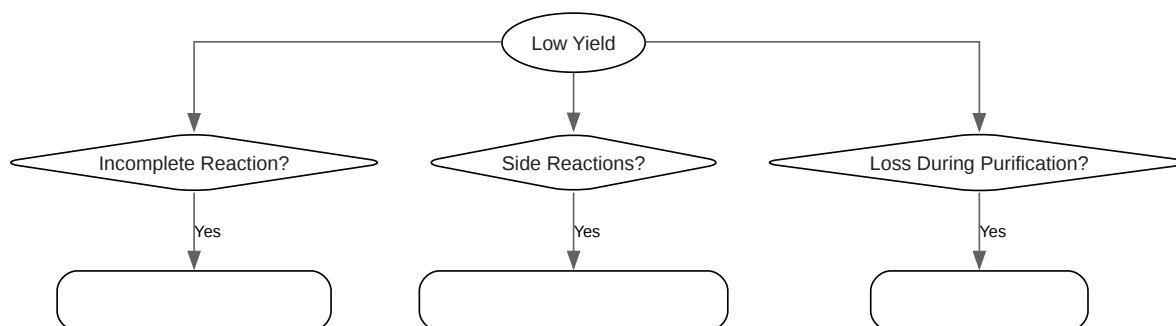 Low Yield
Incomplete Reaction?
Side Reactions?
Loss During Purification?
Yes
Yes
Yes